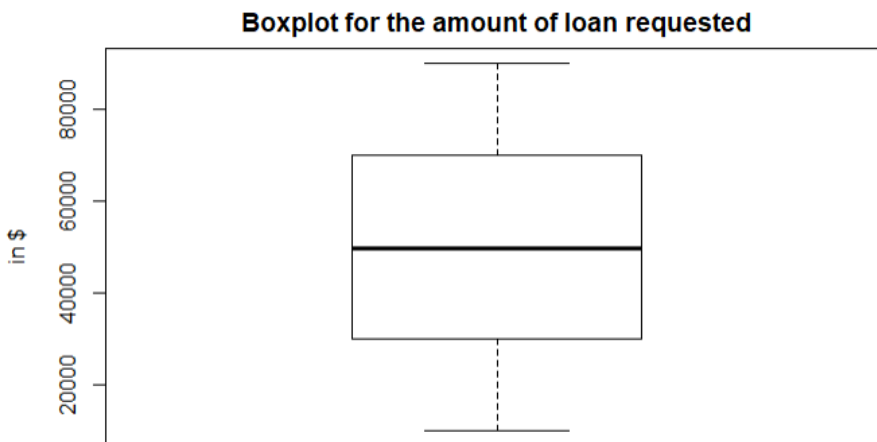 Boxplot for the amount of loan requested
80000
60000
40000
20000
in $